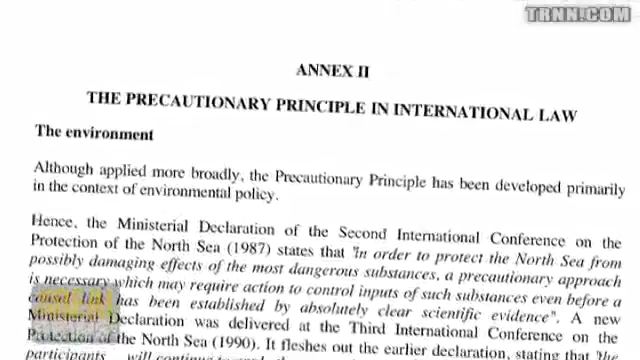 TRNN.COM
ANNEX II
THE PRECAUTIONARY PRINCIPLE IN INTERNATIONAL LAW
The environment
Although applied more broadly, the Precautionary Principle has been developed primarily
in the context of environmental policy.
Hence, the Ministerial Declaration of the Second International Conference on the
Protection of the North Sea (1987) states that "in order to protect the North Sea from
possibly damaging effects of the most dangerous substances, a precautionary approach
is necessary which may require action to control inputs of such substances even before a
causal link has been established by absolutely clear scientific evidence". A new
Ministerial Declaration was delivered at the Third International Conference on the
Protection of the North Sea (1990). It fleshes out the earlier declaration, stating that "the
participants ... will continue to